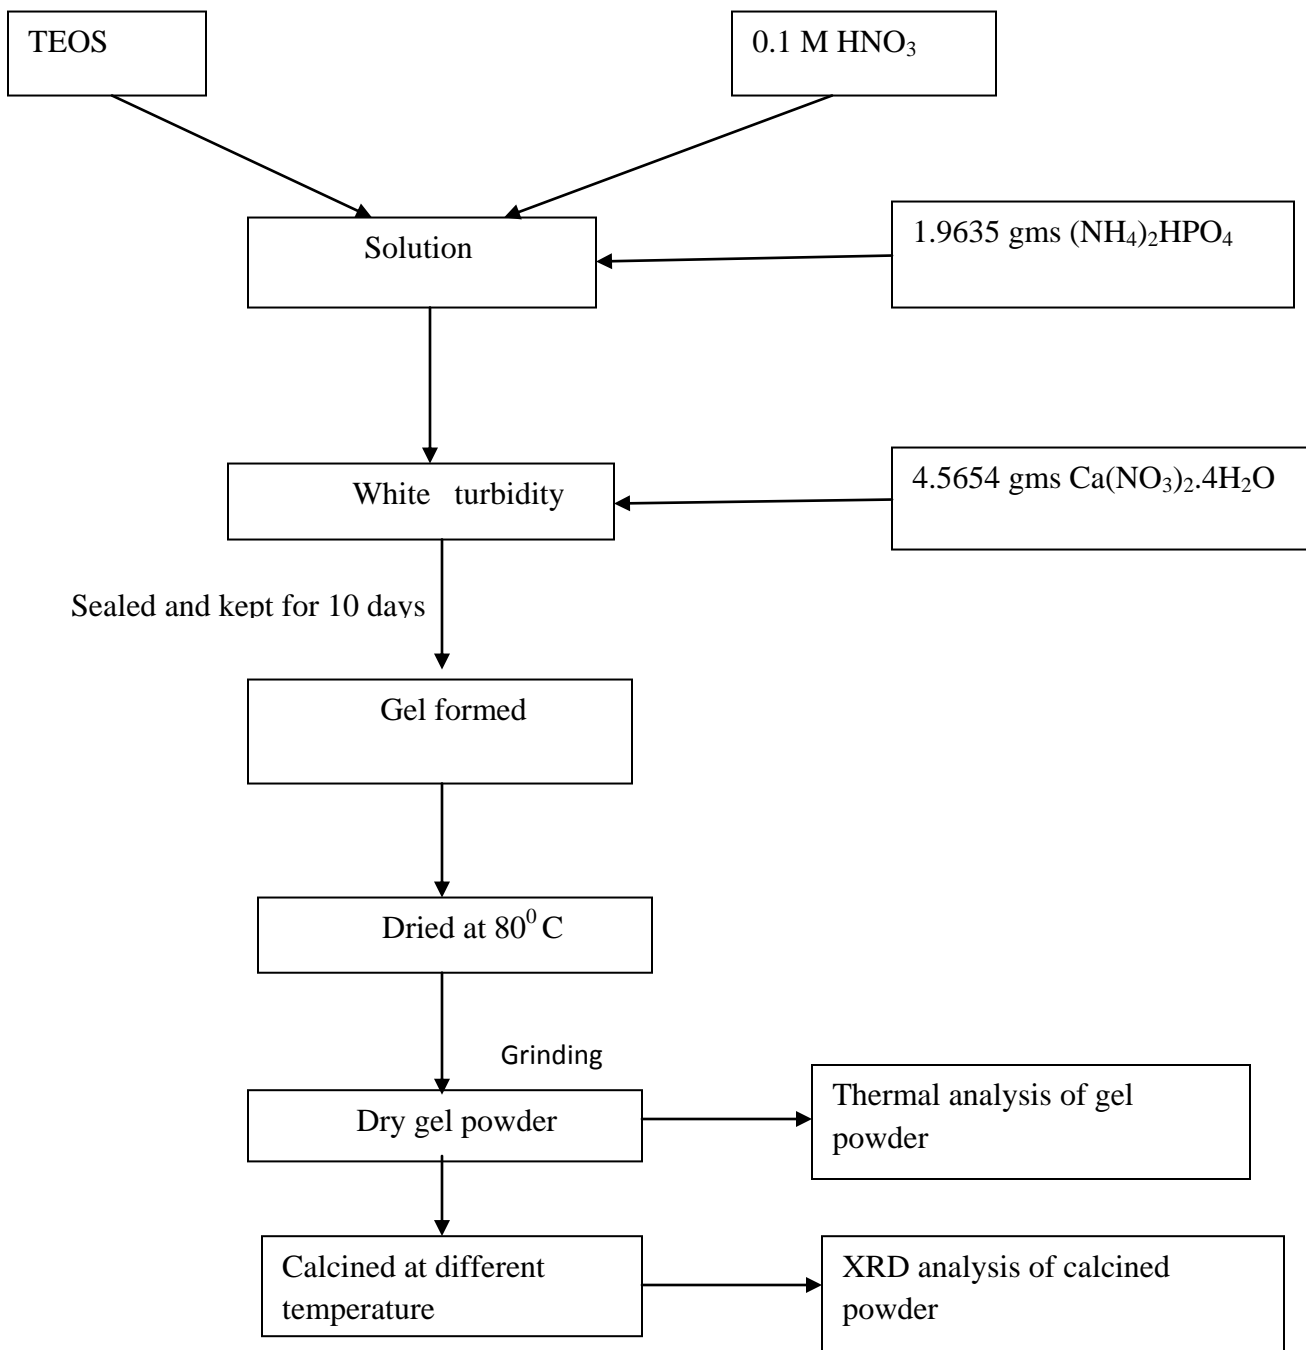 TEOS
0.1 M HNO₃
Solution
1.9635 gms (NH₄)₂HPO₄
White turbidity
4.5654 gms Ca(NO₃)₂.4H₂O
Sealed and kept for 10 days
Gel formed
Dried at 80⁰ C
Grinding
Dry gel powder
Thermal analysis of gel
powder
Calcined at different
temperature
XRD analysis of calcined
powder